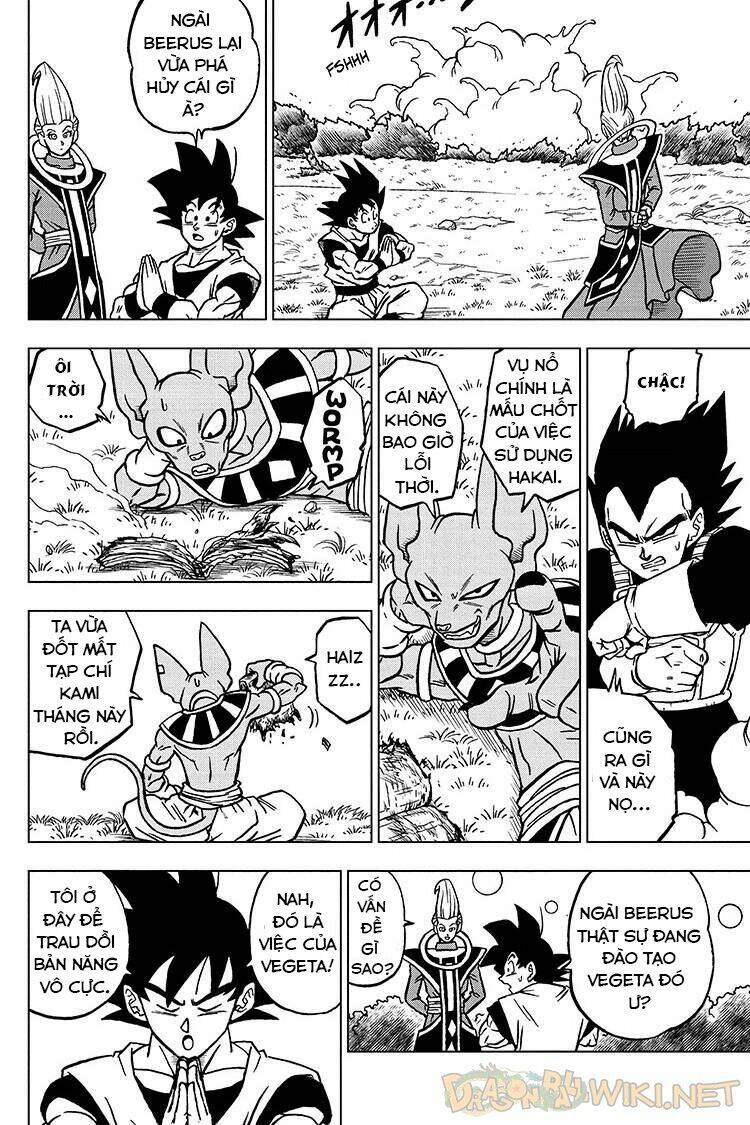 FSHHH
NGÀI
BEERUS LẠI
VỪA PHÁ
HỦY CÁI GÌ
À?
CHẬC!
CŨNG
RA GÌ
VÀ NÀY
NỌ...
VỤ NỔ
CHÍNH LÀ
MẤU CHỐT
CỦA VIỆC
SỬ DỤNG
HAKAI.
CÁI NÀY
KHÔNG
BAO GIỜ
LỖI
THỜI.
WORMP
ÔI
TRỜI
...
HAIZ
ZZ..
TA VỪA
ĐỐT MẤT
TẠP CHÍ
KAMI
THÁNG NÀY
RỒI.
NGÀI BEERUS
THẬT SỰ ĐANG
ĐÀO TẠO
VEGETA ĐÓ
Ư?
CÓ
VẤN
ĐỀ
GÌ
SAO?
NAH,
ĐÓ LÀ
VIỆC CỦA
VEGETA!
TÔI Ở
ĐÂY ĐỂ
TRAU DỒI
BẢN NĂNG
VÔ CỰC.
DRAGONBALLWIKI.NET